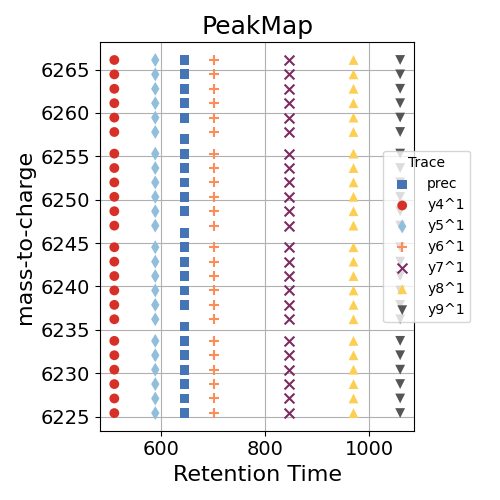 PeakMap
mass-to-charge
6265
6260
6255
6250
6245
6240
6235
6230
6225
600
800
1000
Retention Time
Trace
prec
y4^1
y5^1
y6^1
y7^1
y8^1
y9^1